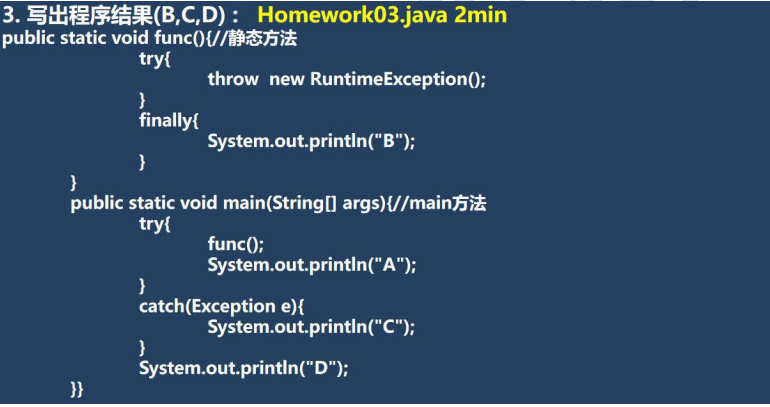 3. 写出程序结果(B,C,D)： Homework03.java 2min
public static void func(){//静态方法
try{
throw new RuntimeException();
}
finally{
System.out.println("B");
}
}
public static void main(String[] args){//main方法
try{
func();
System.out.println("A");
}
catch(Exception e){
System.out.println("C");
}
System.out.println("D");
}}